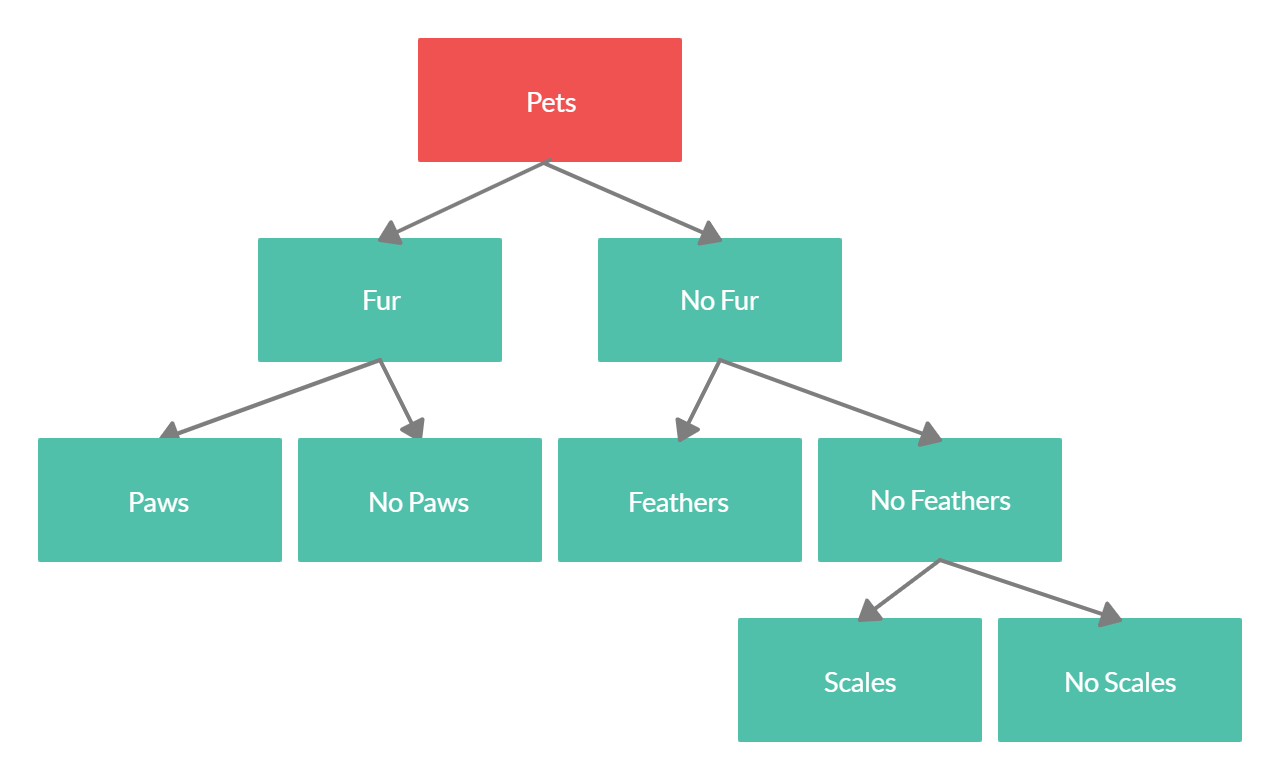 Pets
Fur
No Fur
Paws
No Paws
Feathers
No Feathers
Scales
No Scales